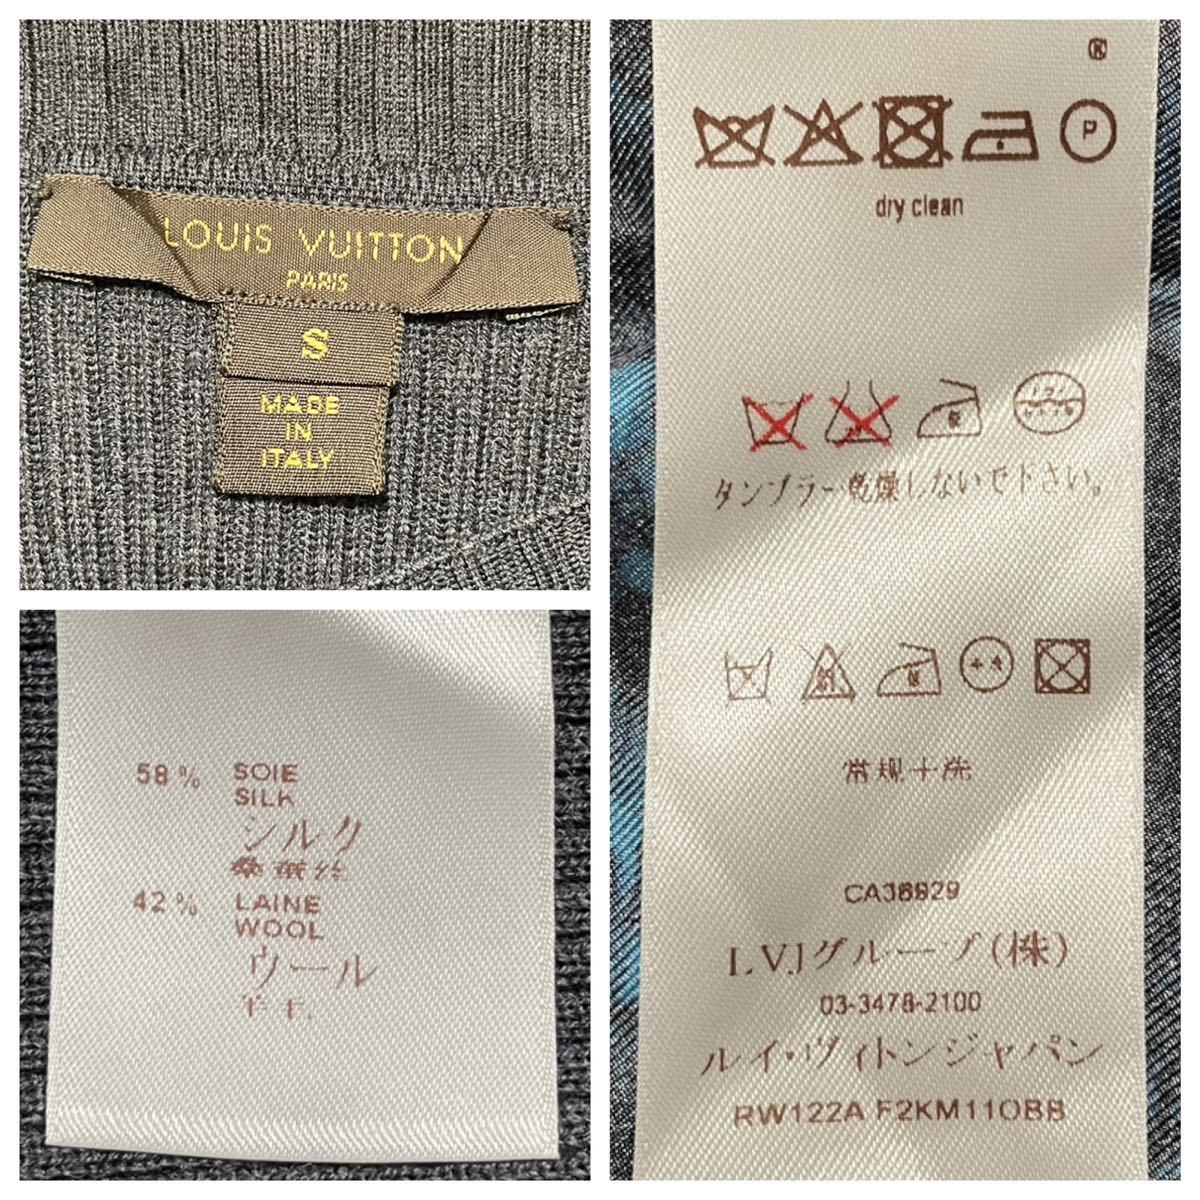 LOUIS VUITTON
PARIS
S
MADE
IN
ITALY
58% SOIE
SILK
シルク
桑蚕丝
42% LAINE
WOOL
ウール
羊毛
®
P
dry clean
タンブラー乾燥しないで下さい。
常规干洗
CA36929
L.V.Jグループ(株)
03-3478-2100
ルイ・ヴィトンジャパン
RW122A F2KM11OBB